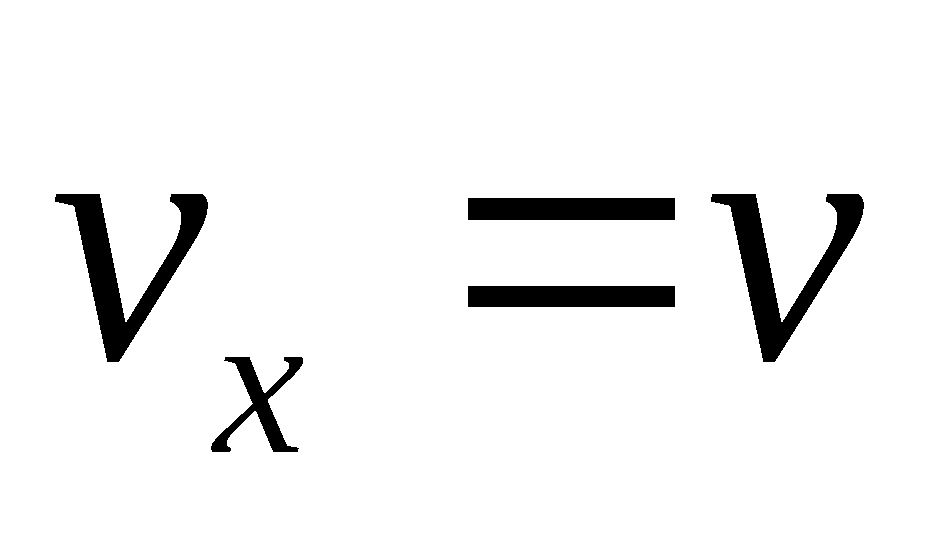 vₓ = v